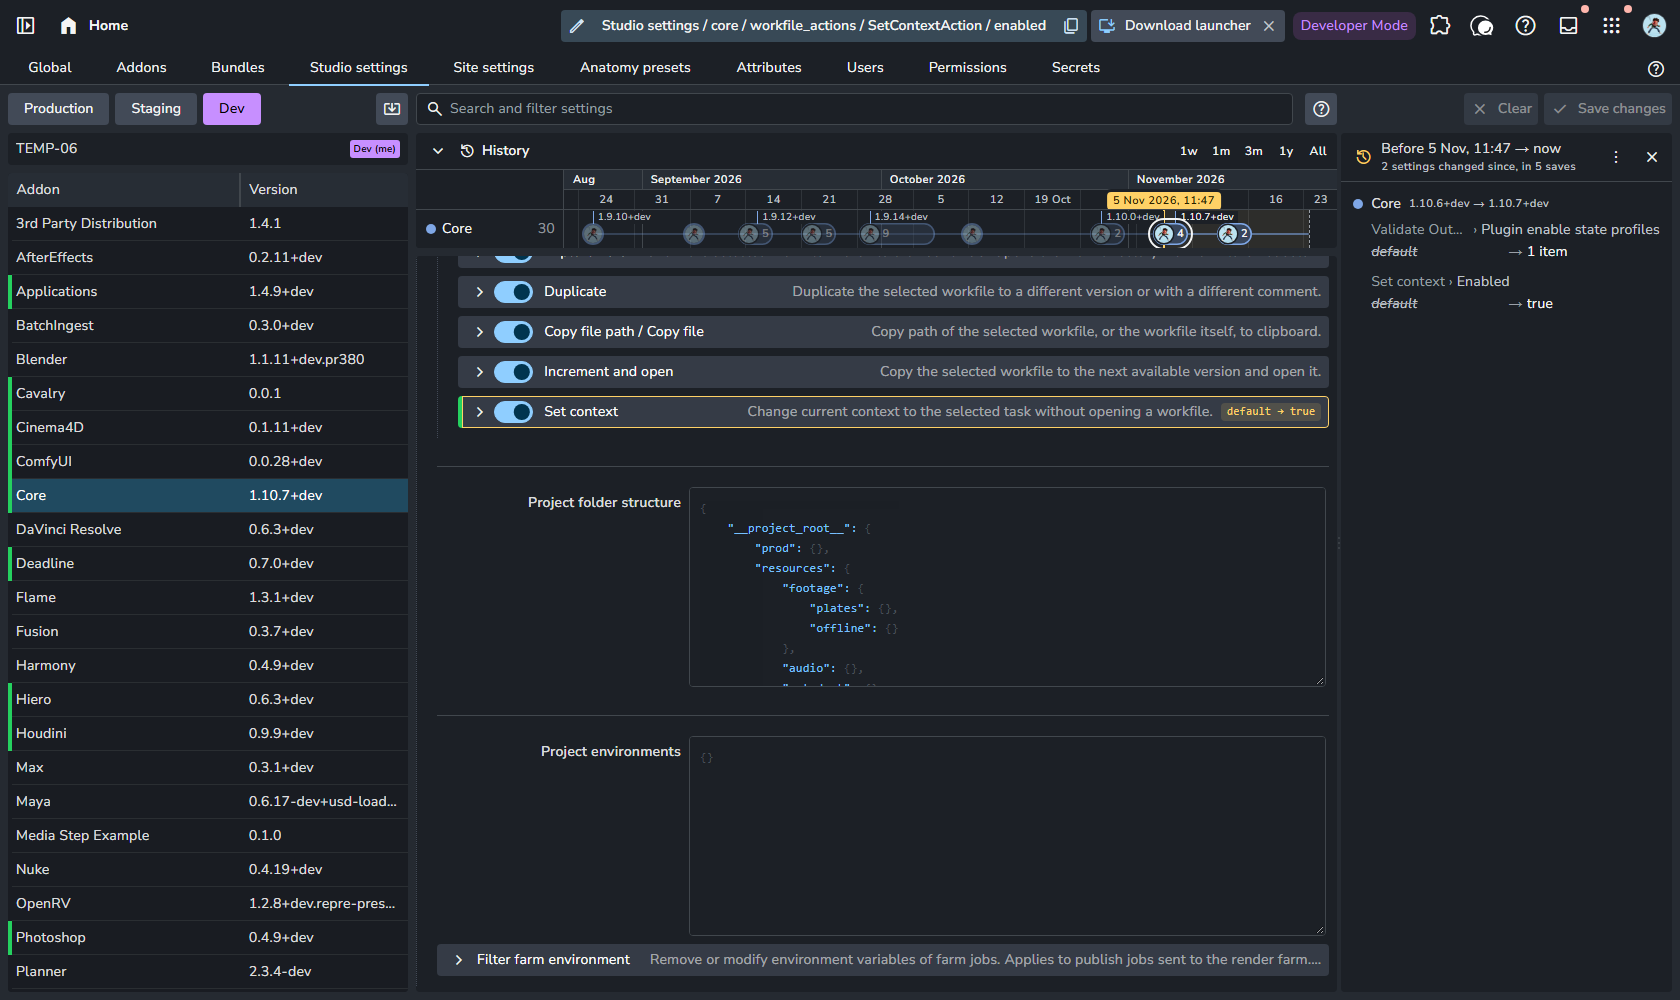 Home
Studio settings / core / workfile_actions / SetContextAction / enabled
Download launcher
Developer Mode
Global Addons Bundles Studio settings Site settings Anatomy presets Attributes Users Permissions Secrets
Production Staging Dev
Search and filter settings
Clear
Save changes
TEMP-06 Dev (me)
Addon Version
3rd Party Distribution 1.4.1
AfterEffects 0.2.11+dev
Applications 1.4.9+dev
BatchIngest 0.3.0+dev
Blender 1.1.11+dev.pr380
Cavalry 0.0.1
Cinema4D 0.1.11+dev
ComfyUI 0.0.28+dev
Core 1.10.7+dev
DaVinci Resolve 0.6.3+dev
Deadline 0.7.0+dev
Flame 1.3.1+dev
Fusion 0.3.7+dev
Harmony 0.4.9+dev
Hiero 0.6.3+dev
Houdini 0.9.9+dev
Max 0.3.1+dev
Maya 0.6.17-dev+usd-load...
Media Step Example 0.1.0
Nuke 0.4.19+dev
OpenRV 1.2.8+dev.repre-pres...
Photoshop 0.4.9+dev
Planner 2.3.4-dev
History
1w 1m 3m 1y All
Aug September 2026 October 2026 November 2026
24 31 7 14 21 28 5 12 19 Oct 5 Nov 2026, 11:47 16 23
1.9.10+dev 1.9.12+dev 1.9.14+dev 1.10.0+dev 1.10.7+dev
Core 30
5 5 9 2 4 2
Duplicate Duplicate the selected workfile to a different version or with a different comment.
Copy file path / Copy file Copy path of the selected workfile, or the workfile itself, to clipboard.
Increment and open Copy the selected workfile to the next available version and open it.
Set context Change current context to the selected task without opening a workfile. default → true
Project folder structure
{
"__project_root__": {
"prod": {},
"resources": {
"footage": {
"plates": {},
"offline": {}
},
"audio": {},
Project environments
{}
Filter farm environment Remove or modify environment variables of farm jobs. Applies to publish jobs sent to the render farm....
Before 5 Nov, 11:47 → now
2 settings changed since, in 5 saves
Core 1.10.6+dev → 1.10.7+dev
Validate Out... › Plugin enable state profiles
default → 1 item
Set context › Enabled
default → true